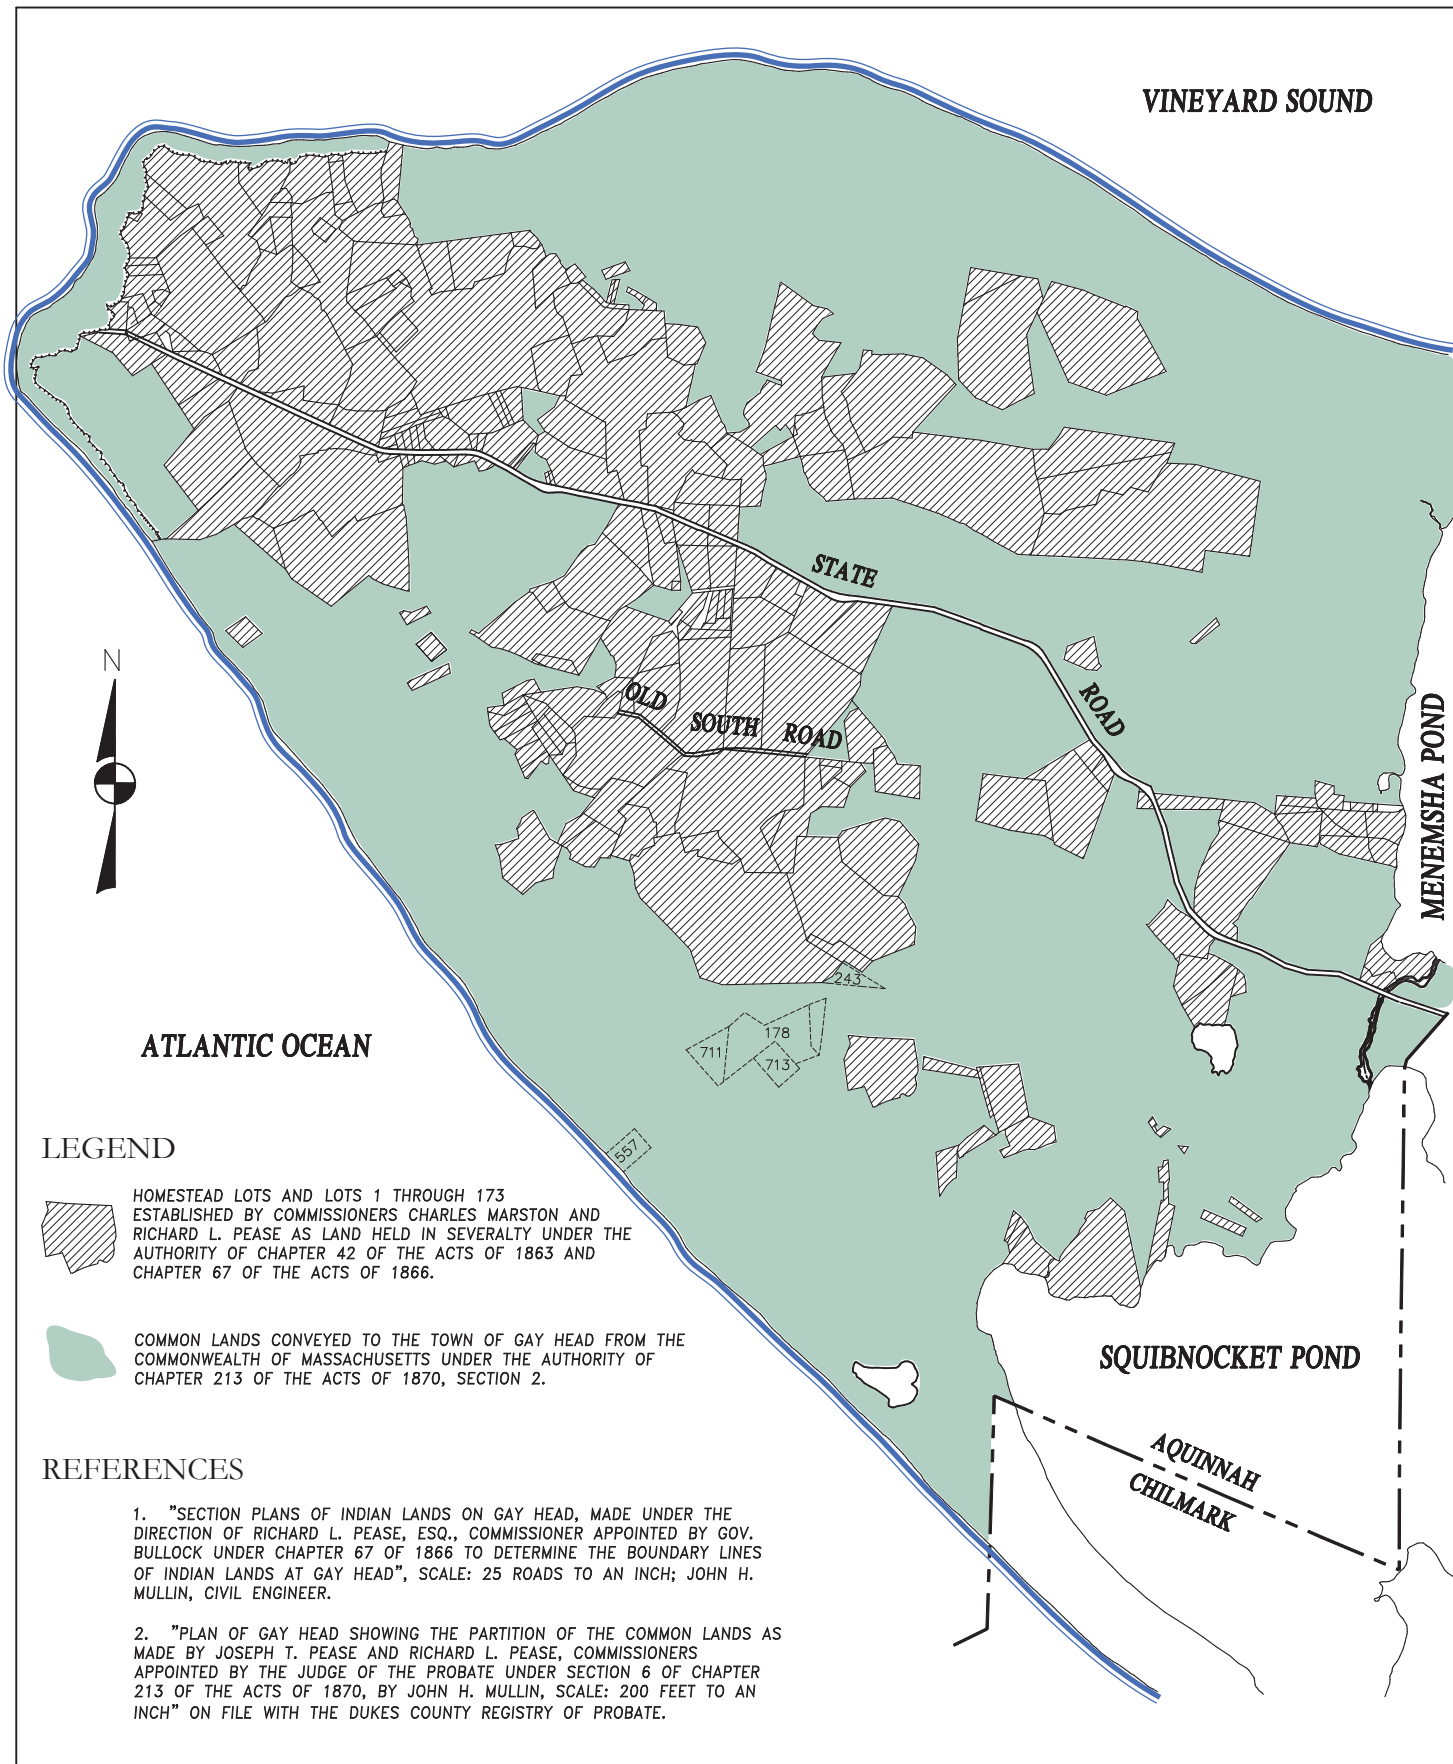 VINEYARD SOUND
STATE
ROAD
N
OLD
SOUTH ROAD
MENEMSHA POND
243
178
711
713
ATLANTIC OCEAN
557
LEGEND
HOMESTEAD LOTS AND LOTS 1 THROUGH 173
ESTABLISHED BY COMMISSIONERS CHARLES MARSTON AND
RICHARD L. PEASE AS LAND HELD IN SEVERALTY UNDER THE
AUTHORITY OF CHAPTER 42 OF THE ACTS OF 1863 AND
CHAPTER 67 OF THE ACTS OF 1866.
COMMON LANDS CONVEYED TO THE TOWN OF GAY HEAD FROM THE
COMMONWEALTH OF MASSACHUSETTS UNDER THE AUTHORITY OF
CHAPTER 213 OF THE ACTS OF 1870, SECTION 2.
SQUIBNOCKET POND
AQUINNAH
CHILMARK
REFERENCES
1. "SECTION PLANS OF INDIAN LANDS ON GAY HEAD, MADE UNDER THE
DIRECTION OF RICHARD L. PEASE, ESQ., COMMISSIONER APPOINTED BY GOV.
BULLOCK UNDER CHAPTER 67 OF 1866 TO DETERMINE THE BOUNDARY LINES
OF INDIAN LANDS AT GAY HEAD", SCALE: 25 ROADS TO AN INCH; JOHN H.
MULLIN, CIVIL ENGINEER.
2. "PLAN OF GAY HEAD SHOWING THE PARTITION OF THE COMMON LANDS AS
MADE BY JOSEPH T. PEASE AND RICHARD L. PEASE, COMMISSIONERS
APPOINTED BY THE JUDGE OF THE PROBATE UNDER SECTION 6 OF CHAPTER
213 OF THE ACTS OF 1870, BY JOHN H. MULLIN, SCALE: 200 FEET TO AN
INCH" ON FILE WITH THE DUKES COUNTY REGISTRY OF PROBATE.